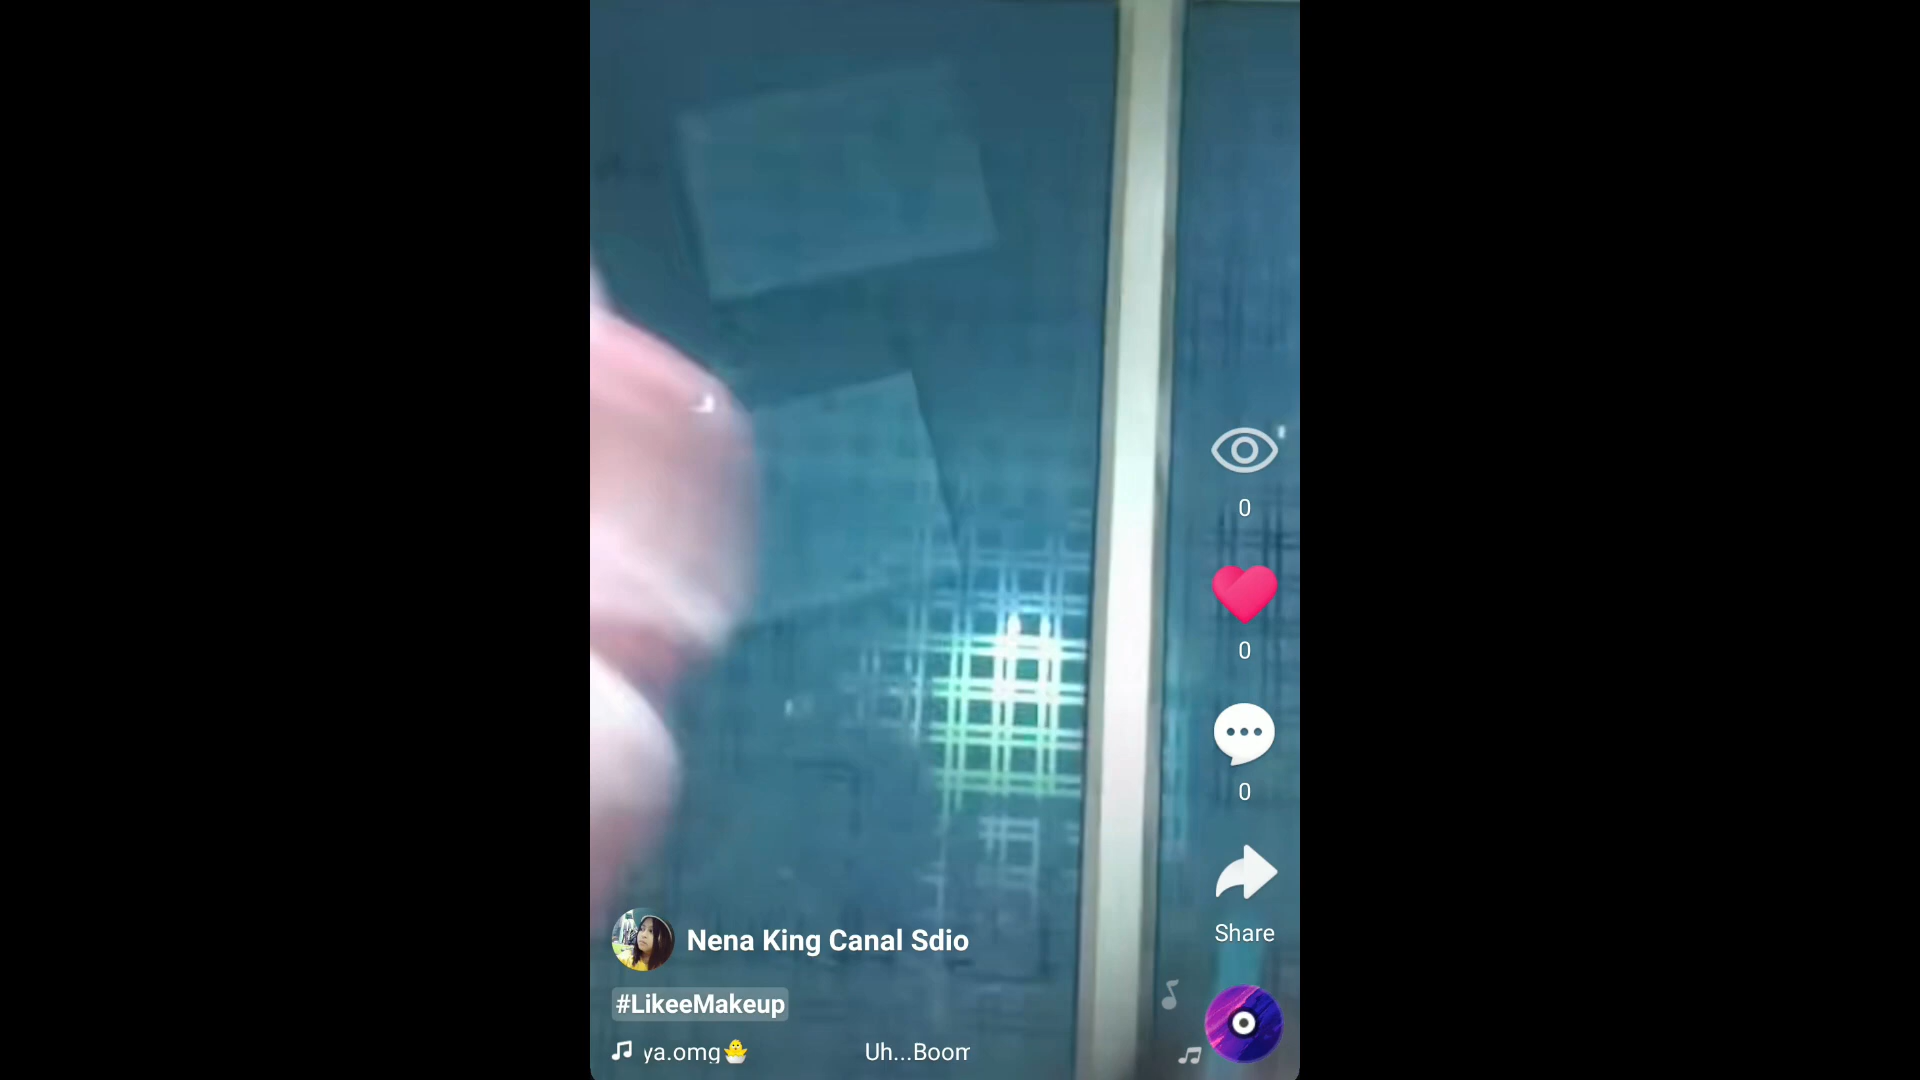 0
0
0
Share
Nena King Canal Sdio
#LikeeMakeup
ya.omg🐣 Uh...Boom